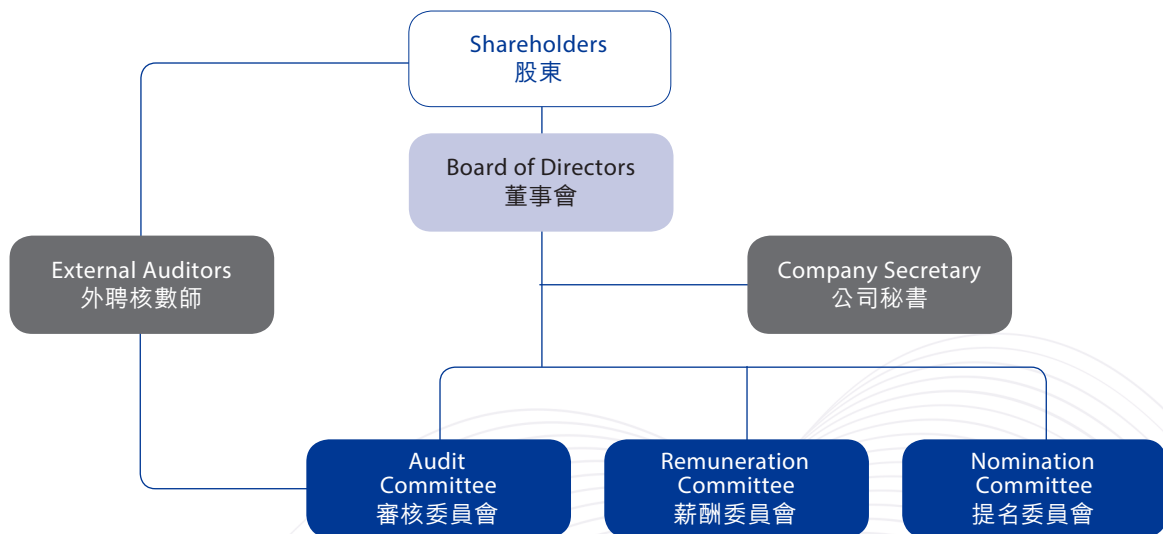 Shareholders
股東
Board of Directors
董事會
External Auditors
外聘核數師
Company Secretary
公司秘書
Audit
Committee
審核委員會
Remuneration
Committee
薪酬委員會
Nomination
Committee
提名委員會